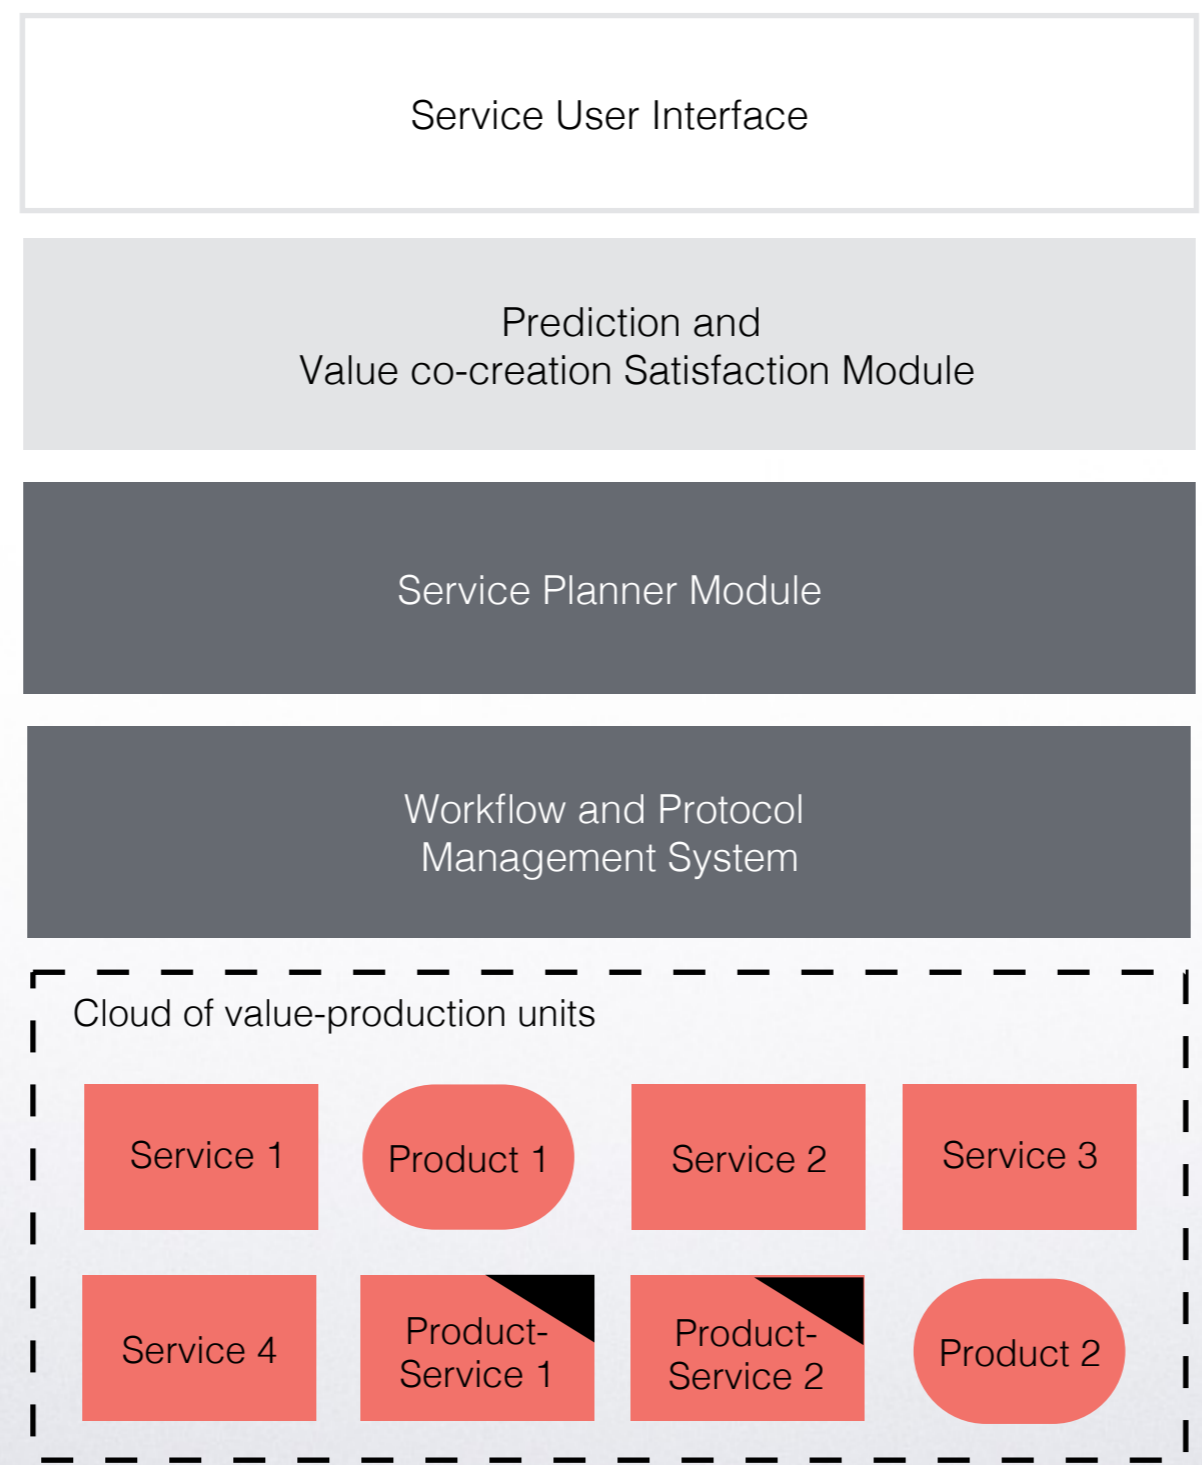 Service User Interface
Prediction and
Value co-creation Satisfaction Module
Service Planner Module
Workflow and Protocol
Management System
Cloud of value-production units
Service 1
Product 1
Service 2
Service 3
Service 4
Product-
Service 1
Product-
Service 2
Product 2